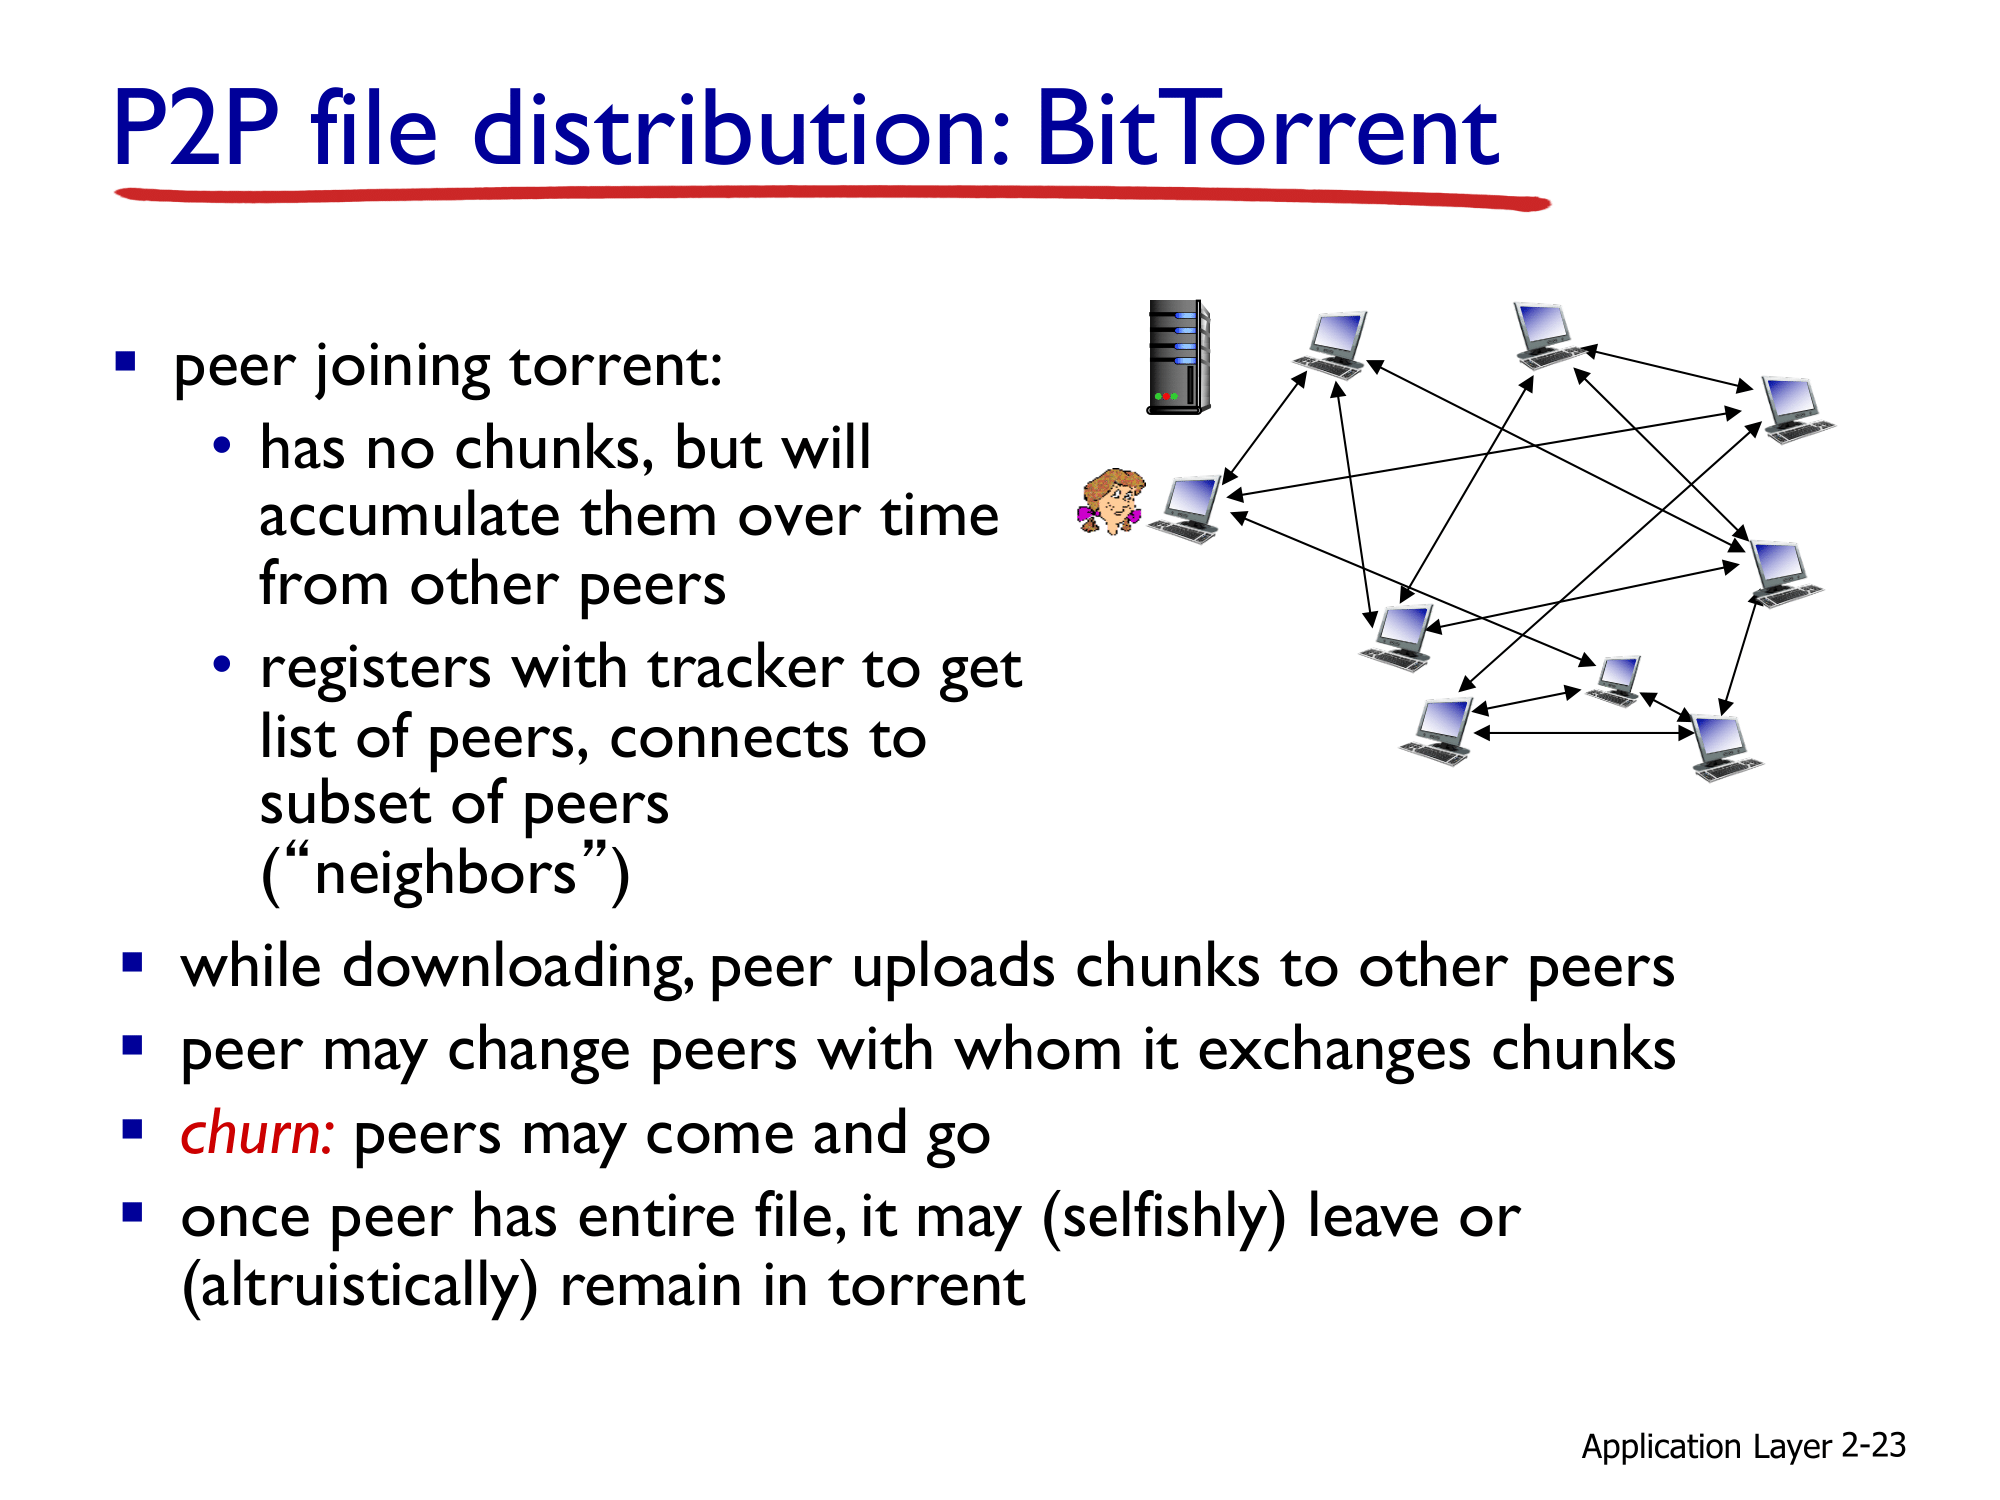 P2P file distribution: BitTorrent
▪ peer joining torrent:
• has no chunks, but will
accumulate them over time
from other peers
• registers with tracker to get
list of peers, connects to
subset of peers
(“neighbors”)
▪ while downloading, peer uploads chunks to other peers
▪ peer may change peers with whom it exchanges chunks
▪ churn: peers may come and go
▪ once peer has entire file, it may (selfishly) leave or
(altruistically) remain in torrent
Application Layer 2-23